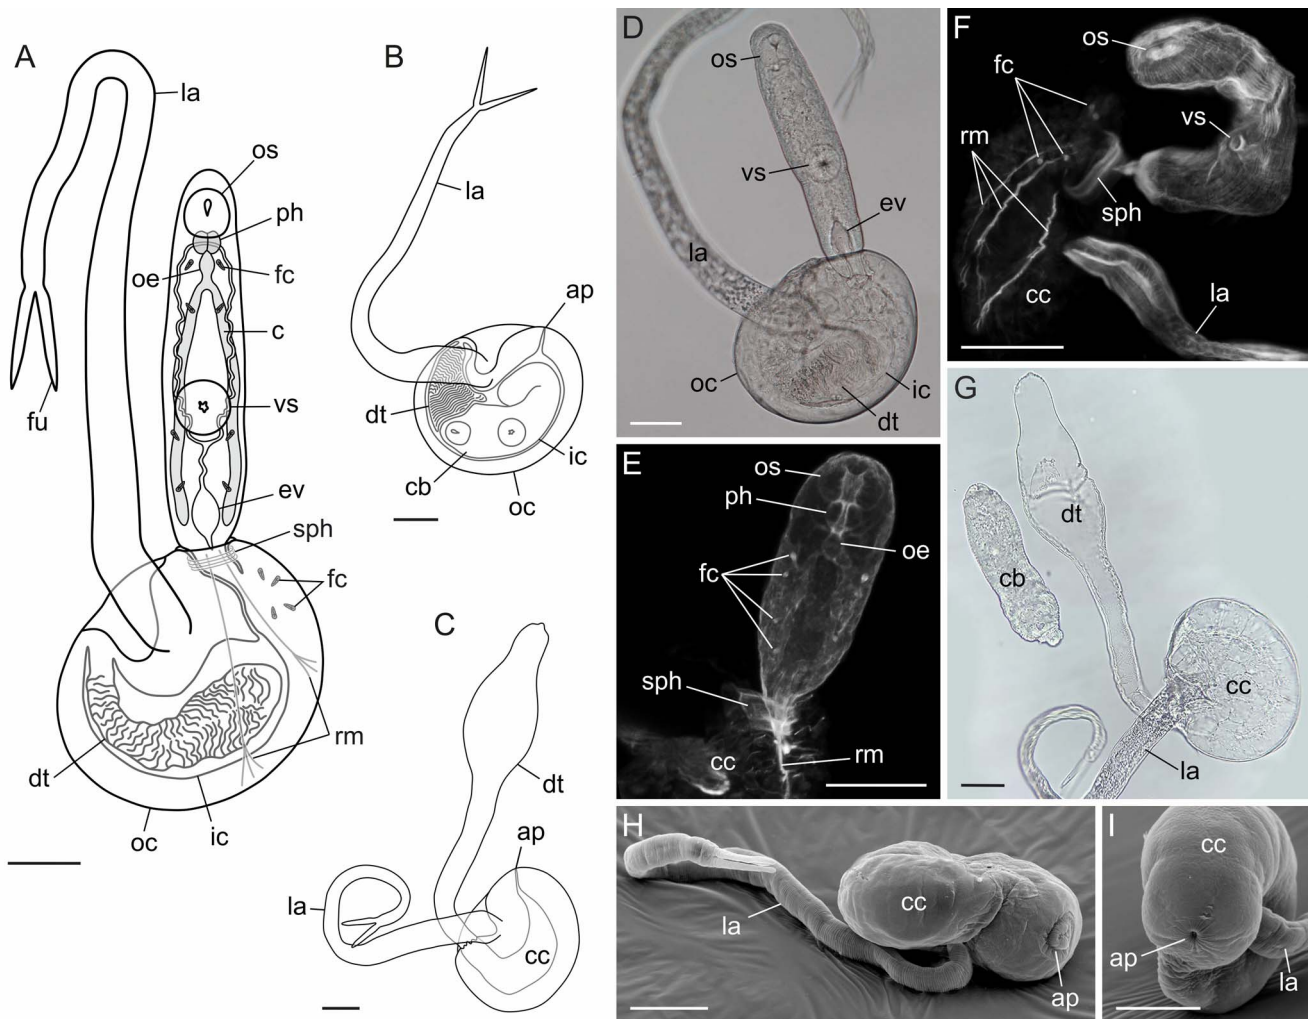 A
la
os
ph
oe
fc
c
fu
vs
ev
sph
fc
rm
dt
ic
oc
B
la
ap
dt
cb
ic
oc
C
dt
ap
la
cc
D
os
vs
ev
la
oc
ic
dt
E
os
ph
oe
fc
sph
cc
rm
F
os
fc
rm
vs
sph
cc
la
G
dt
cb
cc
la
H
cc
la
ap
I
cc
ap
la